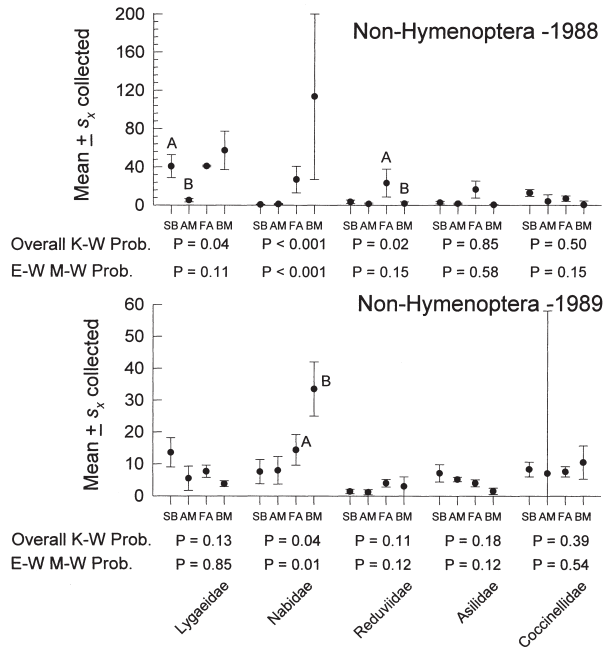 Non-Hymenoptera -1988
Mean ± sx collected
200
160
120
80
40
0
A
B
A
B
SB AM FA BM SB AM FA BM SB AM FA BM SB AM FA BM SB AM FA BM
Overall K-W Prob. P = 0.04 P < 0.001 P = 0.02 P = 0.85 P = 0.50
E-W M-W Prob. P = 0.11 P < 0.001 P = 0.15 P = 0.58 P = 0.15
Non-Hymenoptera -1989
Mean ± sx collected
60
50
40
30
20
10
0
A
B
SB AM FA BM SB AM FA BM SB AM FA BM SB AM FA BM SB AM FA BM
Overall K-W Prob. P = 0.13 P = 0.04 P = 0.11 P = 0.18 P = 0.39
E-W M-W Prob. P = 0.85 P = 0.01 P = 0.12 P = 0.12 P = 0.54
Lygaeidae
Nabidae
Reduviidae
Asilidae
Coccinellidae